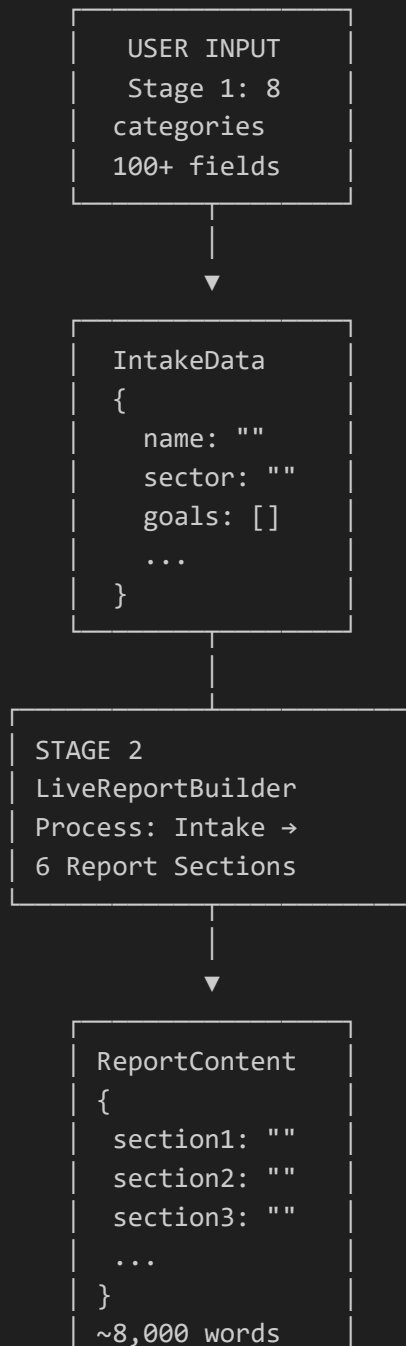 USER INPUT
Stage 1: 8
categories
100+ fields
IntakeData
{
name: ""
sector: ""
goals: []
...
}
STAGE 2
LiveReportBuilder
Process: Intake →
6 Report Sections
ReportContent
{
section1: ""
section2: ""
section3: ""
...
}
~8,000 words